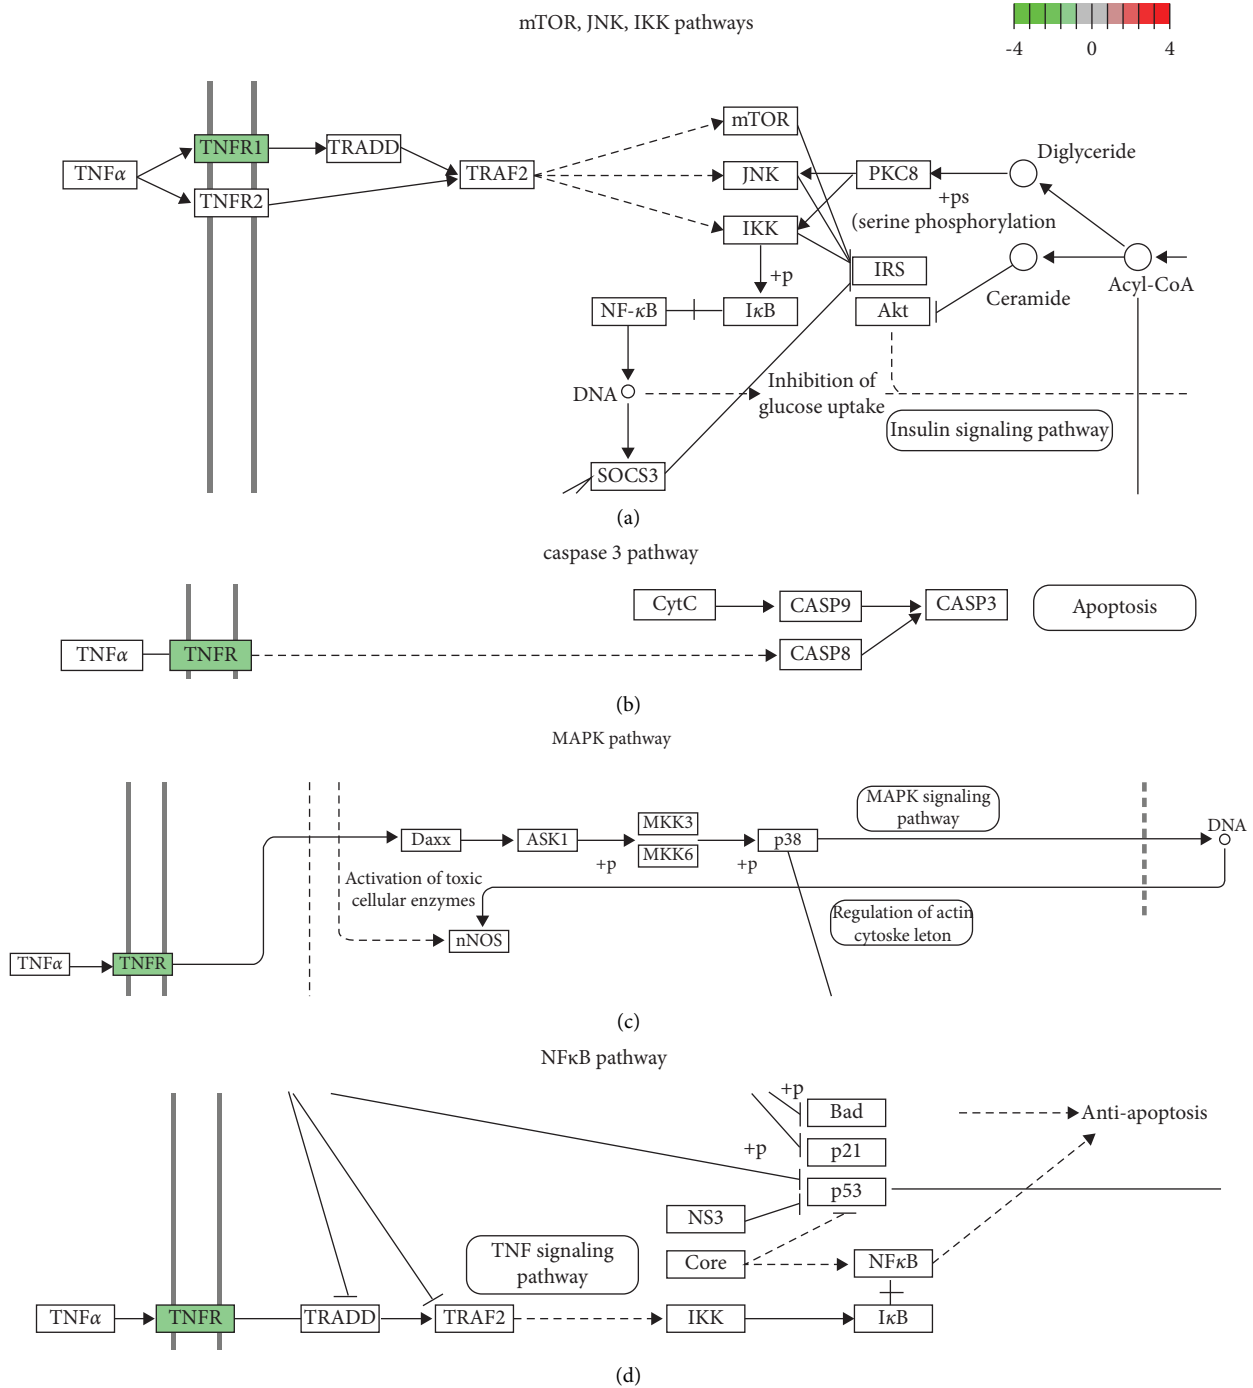 mTOR, JNK, IKK pathways
-4
0
4
TNFα
TNFR1
TNFR2
TRADD
TRAF2
mTOR
JNK
IKK
+p
NF-κB
IκB
DNA
SOCS3
PKC8
Diglyceride
+ps
(serine phosphorylation
IRS
Akt
Ceramide
Acyl-CoA
Inhibition of
glucose uptake
Insulin signaling pathway
(a)
caspase 3 pathway
TNFα
TNFR
CytC
CASP9
CASP3
CASP8
Apoptosis
(b)
MAPK pathway
TNFα
TNFR
Daxx
ASK1
+p
MKK3
MKK6
+p
p38
MAPK signaling
pathway
DNA
Activation of toxic
cellular enzymes
nNOS
Regulation of actin
cytoske leton
(c)
NFκB pathway
+p
Bad
Anti-apoptosis
+p
p21
p53
NS3
Core
NFκB
TNF signaling
pathway
TNFα
TNFR
TRADD
TRAF2
IKK
IκB
(d)